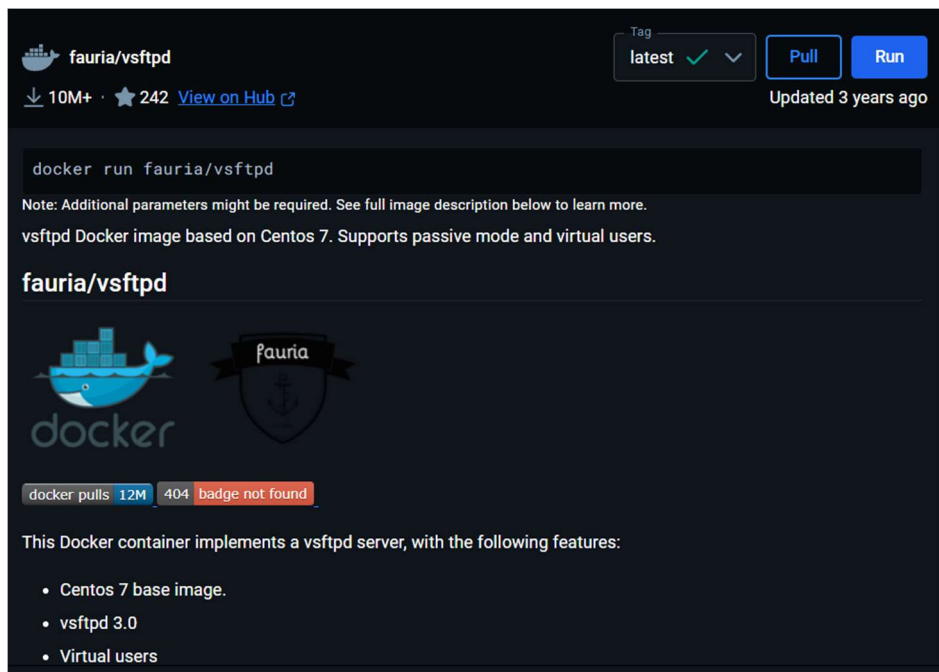 Tag
fauria/vsftpd
latest
Pull
Run
10M+ · 242 View on Hub
Updated 3 years ago
docker run fauria/vsftpd
Note: Additional parameters might be required. See full image description below to learn more.
vsftpd Docker image based on Centos 7. Supports passive mode and virtual users.
fauria/vsftpd
fauria
docker
docker pulls 12M 404 badge not found
This Docker container implements a vsftpd server, with the following features:
• Centos 7 base image.
• vsftpd 3.0
• Virtual users